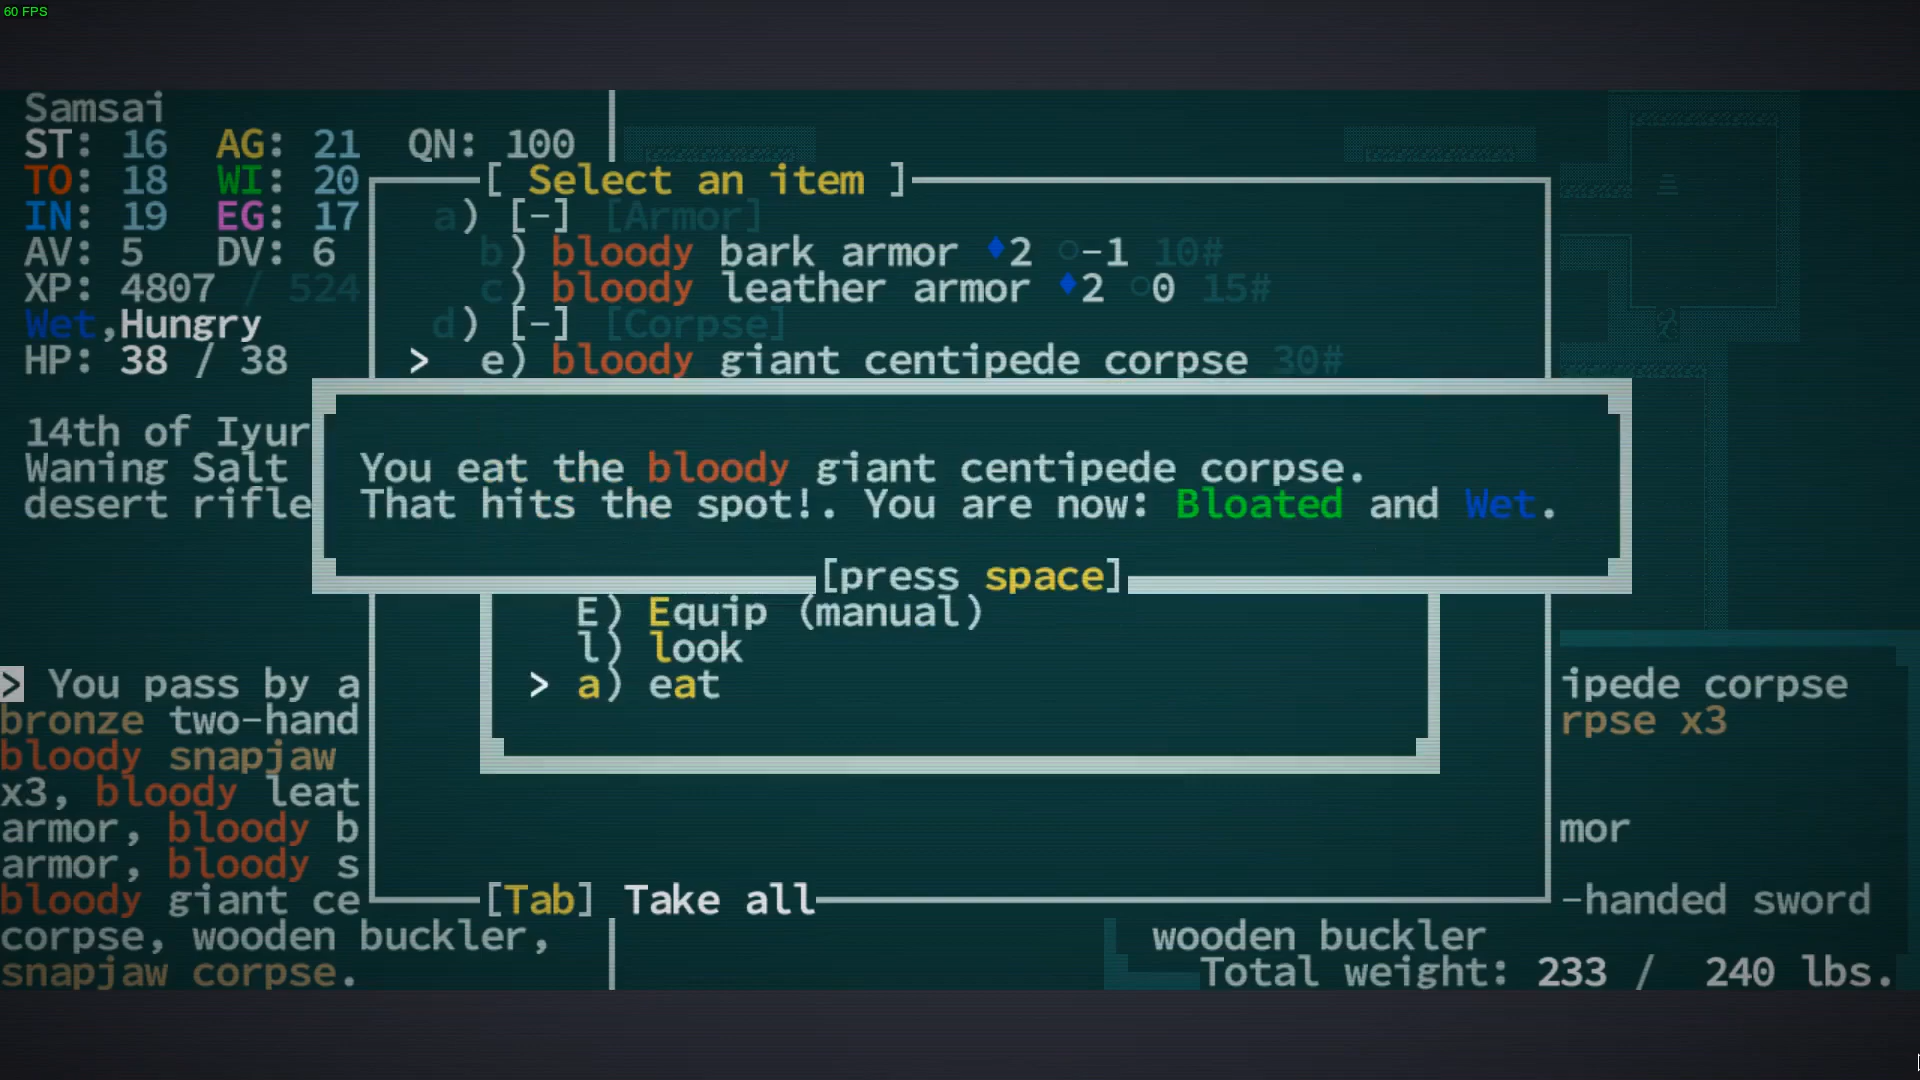 60 FPS
Samsai
ST: 16 AG: 21 QN: 100
TO: 18 WI: 20
IN: 19 EG: 17
AV: 5 DV: 6
XP: 4807 / 524
Wet,Hungry
HP: 38 / 38
14th of Iyur
Waning Salt
desert rifle
[ Select an item ]
a) [-] [Armor]
b) bloody bark armor ♦2 ○-1 10#
c) bloody leather armor ♦2 ○0 15#
d) [-] [Corpse]
> e) bloody giant centipede corpse 30#
You eat the bloody giant centipede corpse.
That hits the spot!. You are now: Bloated and Wet.
[press space]
E) Equip (manual)
l) look
> a) eat
[Tab] Take all
> You pass by a
bronze two-hand
bloody snapjaw
x3, bloody leat
armor, bloody b
armor, bloody s
bloody giant ce
corpse, wooden buckler,
snapjaw corpse.
ipede corpse
rpse x3
mor
-handed sword
wooden buckler
Total weight: 233 / 240 lbs.